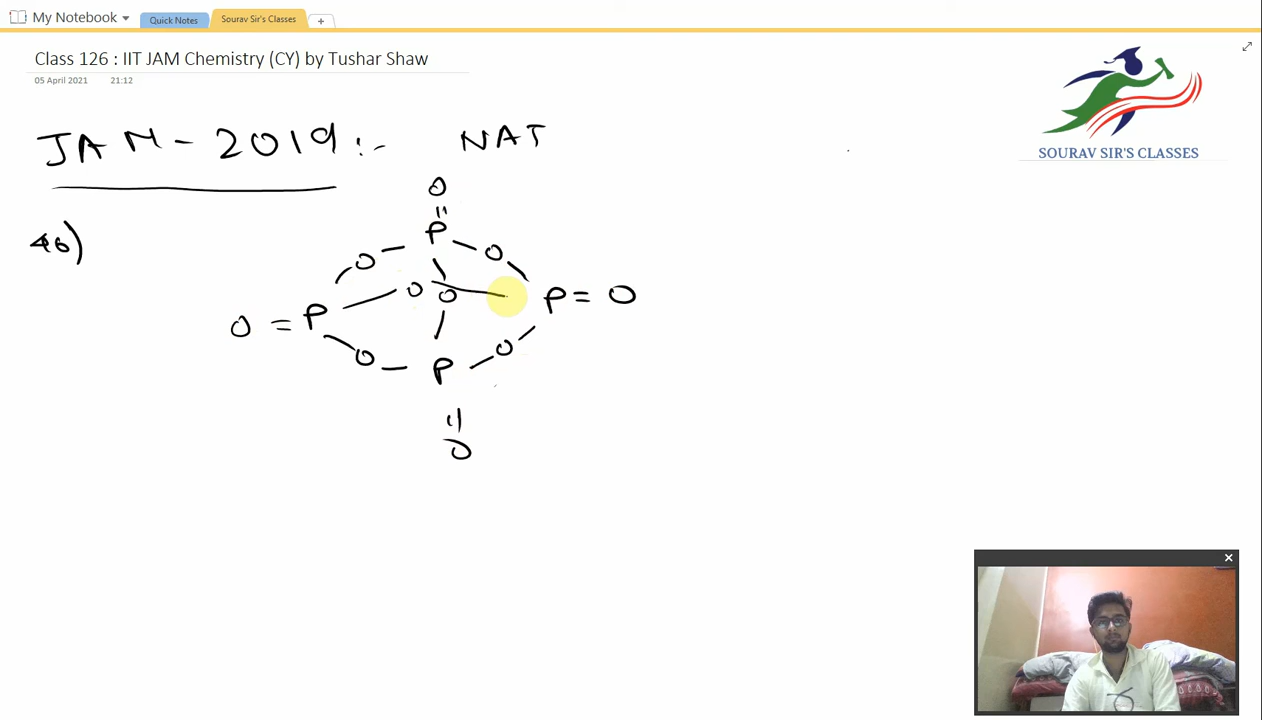 My Notebook
Quick Notes
Sourav Sir's Classes
+
Class 126 : IIT JAM Chemistry (CY) by Tushar Shaw
05 April 2021 21:12
SOURAV SIR'S CLASSES
JAM - 2019 :- NAT
46)
O
P
O O
O O P = O
O = P
O P O
O